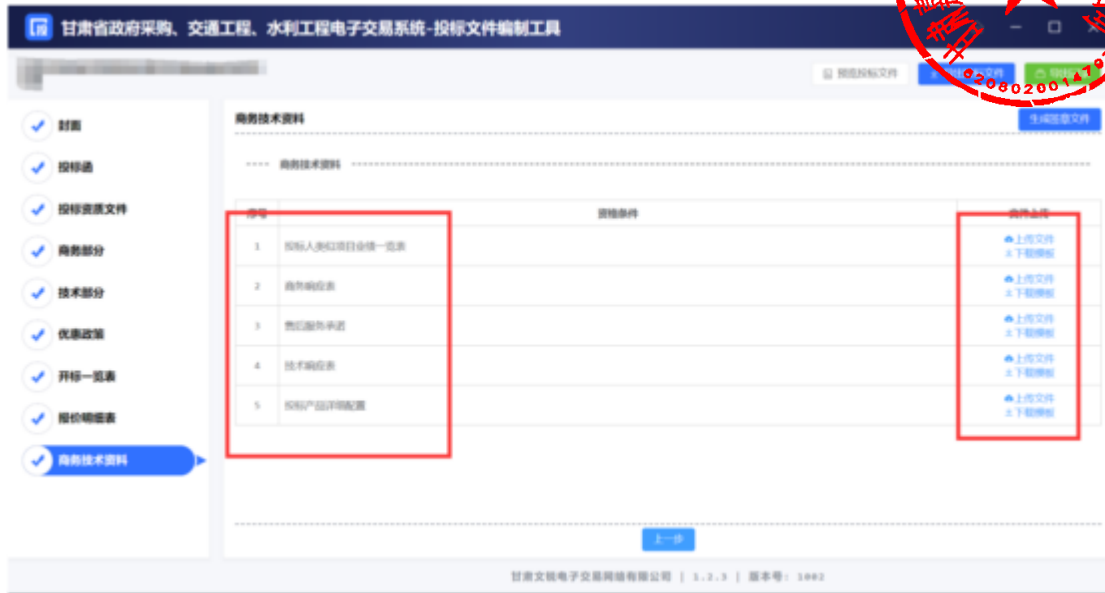 甘肃省政府采购、交通工程、水利工程电子交易系统-投标文件编制工具
预览投标文件
生成签章文件
封面
投标函
投标资质文件
商务部分
技术部分
优惠政策
开标一览表
报价明细表
商务技术资料
商务技术资料
商务技术资料
序号 资格条件 文件上传
1 投标人类似项目业绩一览表 上传文件
下载模板
2 商务响应表 上传文件
下载模板
3 售后服务承诺 上传文件
下载模板
4 技术响应表 上传文件
下载模板
5 投标产品详细配置 上传文件
下载模板
上一步
甘肃文锐电子交易网络有限公司 | 1.2.3 | 版本号: 1002